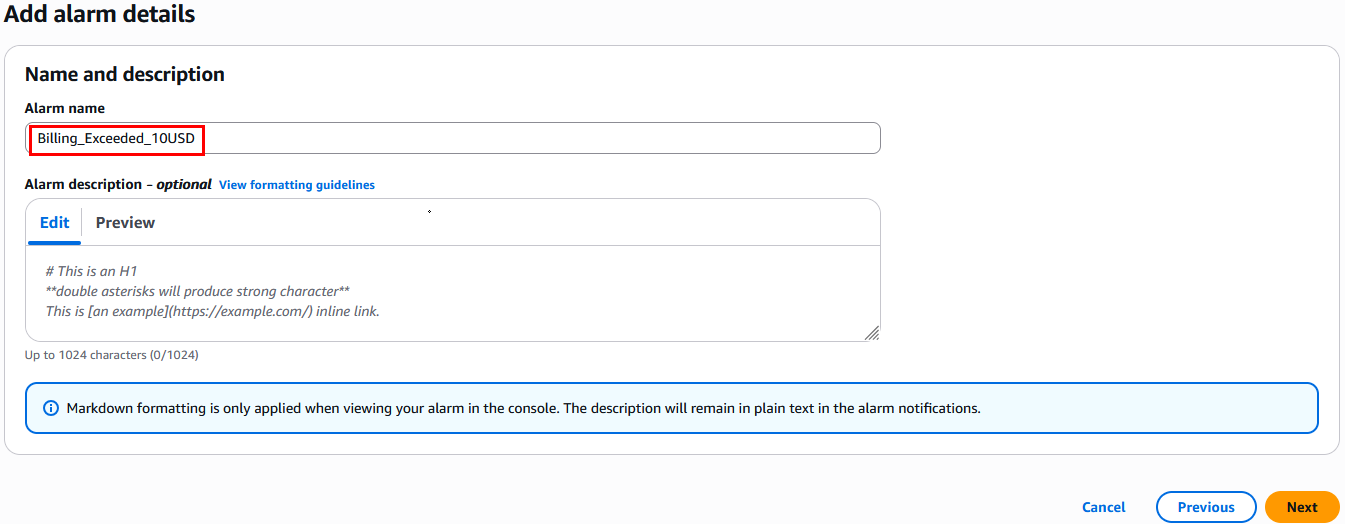 Add alarm details
Name and description
Alarm name
Billing_Exceeded_10USD
Alarm description – optional View formatting guidelines
Edit Preview
# This is an H1
**double asterisks will produce strong character**
This is [an example](https://example.com/) inline link.
Up to 1024 characters (0/1024)
Markdown formatting is only applied when viewing your alarm in the console. The description will remain in plain text in the alarm notifications.
Cancel Previous Next